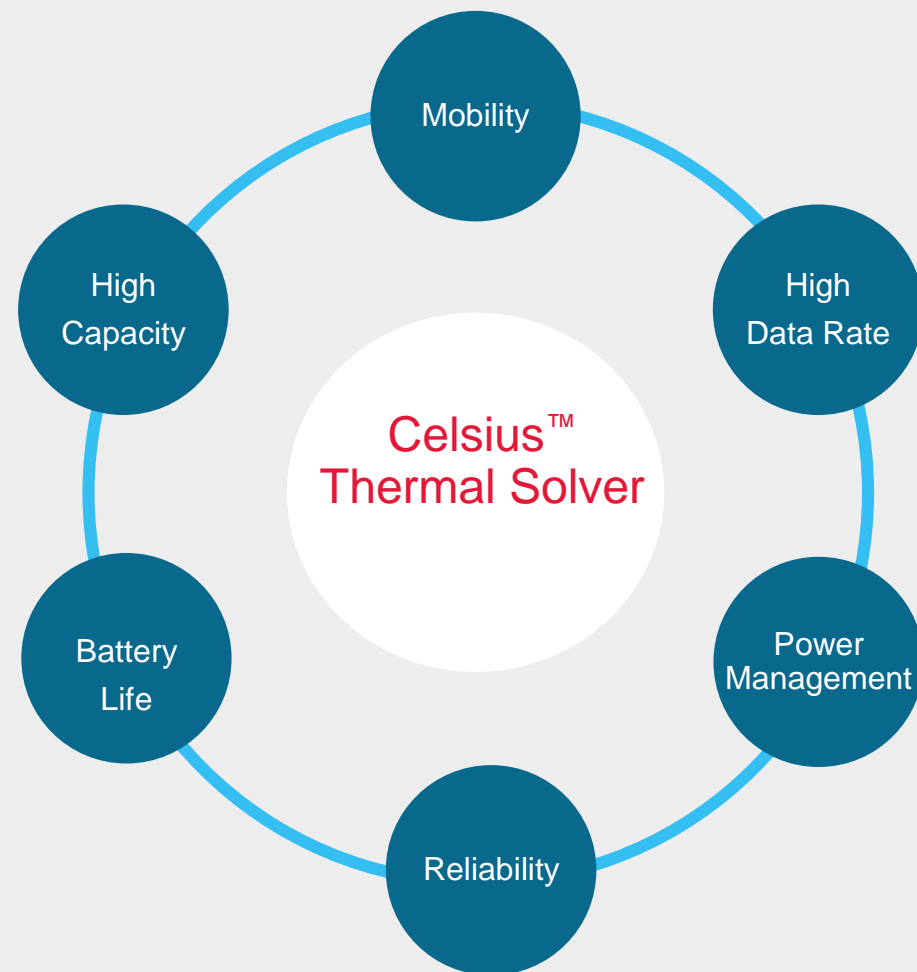 Mobility
High
Capacity
High
Data Rate
Celsius™
Thermal Solver
Battery
Life
Power
Management
Reliability